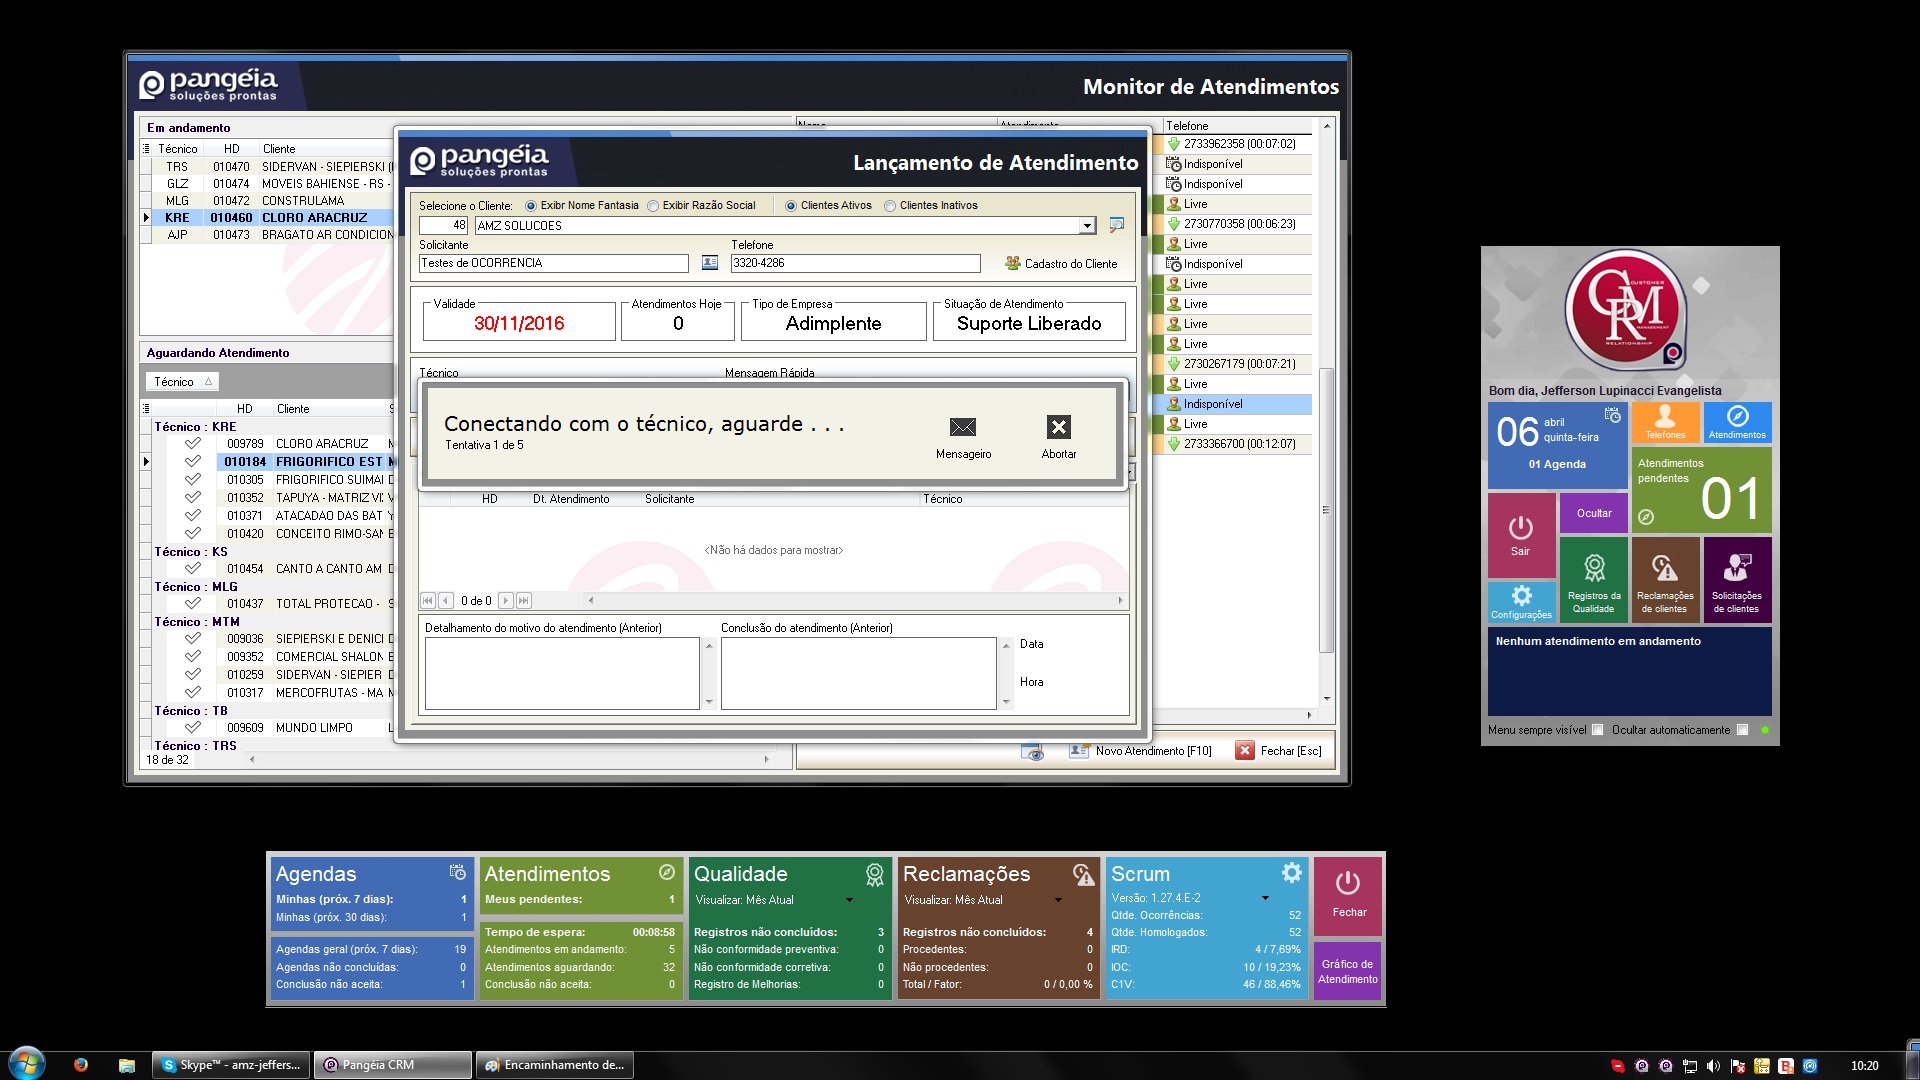 pangéia
soluções prontas
Monitor de Atendimentos
Em andamento
Técnico HD Cliente
TRS 010470 SIDERVAN - SIEPIERSKI
GLZ 010474 MOVEIS BAHIENSE - RS -
MLG 010472 CONSTRULAMA
KRE 010460 CLORO ARACRUZ
AJP 010473 BRAGATO AR CONDICION
Aguardando Atendimento
Técnico
HD Cliente
Técnico : KRE
009789 CLORO ARACRUZ
010184 FRIGORIFICO EST
010305 FRIGORIFICO SUIMAI
010352 TAPUYA - MATRIZ
010371 ATACADAO DAS BAT
010420 CONCEITO RIMO-SAN
Técnico : KS
010454 CANTO A CANTO AM
Técnico : MLG
010437 TOTAL PROTECAO -
Técnico : MTM
009036 SIEPIERSKI E DENICI
009352 COMERCIAL SHALON
010259 SIDERVAN - SIEPIER
010317 MERCOFRUTAS - MA
Técnico : TB
009609 MUNDO LIMPO
Técnico : TRS
18 de 32
Nome Atendimento Telefone
2733962358 (00:07:02)
Indisponível
Indisponível
Livre
2730770358 (00:06:23)
Livre
Indisponível
Livre
Livre
Livre
Livre
2730267179 (00:07:21)
Livre
Indisponível
Livre
2733366700 (00:12:07)
Novo Atendimento [F10] Fechar [Esc]
pangéia
soluções prontas
Lançamento de Atendimento
Selecione o Cliente: Exibr Nome Fantasia Exibir Razão Social Clientes Ativos Clientes Inativos
48 AMZ SOLUCOES
Solicitante Telefone
Testes de OCORRENCIA 3320-4286 Cadastro do Cliente
Validade Atendimentos Hoje Tipo de Empresa Situação de Atendimento
30/11/2016 0 Adimplente Suporte Liberado
Técnico Mensagem Rápida
Conectando com o técnico, aguarde . . .
Tentativa 1 de 5
Mensageiro Abortar
HD Dt. Atendimento Solicitante Técnico
<Não há dados para mostrar>
0 de 0
Detalhamento do motivo do atendimento (Anterior) Conclusão do atendimento (Anterior)
Data
Hora
CRM
CUSTOMER
MANAGEMENT
RELATIONSHIP
Bom dia, Jefferson Lupinacci Evangelista
06 abril
quinta-feira
01 Agenda
Telefones
Atendimentos
Atendimentos
pendentes
01
Sair
Ocultar
Configurações
Registros da
Qualidade
Reclamações
de clientes
Solicitações
de clientes
Nenhum atendimento em andamento
Menu sempre visível Ocultar automaticamente
Agendas
Minhas (próx. 7 dias): 1
Minhas (próx. 30 dias): 1
Agendas geral (próx. 7 dias): 19
Agendas não concluídas: 0
Conclusão não aceita: 1
Atendimentos
Meus pendentes: 1
Tempo de espera: 00:08:58
Atendimentos em andamento: 5
Atendimentos aguardando: 32
Conclusão não aceita: 0
Qualidade
Visualizar: Mês Atual
Registros não concluídos: 3
Não conformidade preventiva: 0
Não conformidade corretiva: 0
Registro de Melhorias: 0
Reclamações
Visualizar: Mês Atual
Registros não concluídos: 4
Procedentes: 0
Não procedentes: 0
Total / Fator: 0 / 0,00 %
Scrum
Versão: 1.27.4.E-2
Qtde. Ocorrências: 52
Qtde. Homologados: 52
IRD: 4 / 7,69%
IOC: 10 / 19,23%
C1V: 46 / 88,46%
Fechar
Gráfico de
Atendimento
Skype™ - amz-jeffers...
Pangéia CRM
Encaminhamento de...
10:20